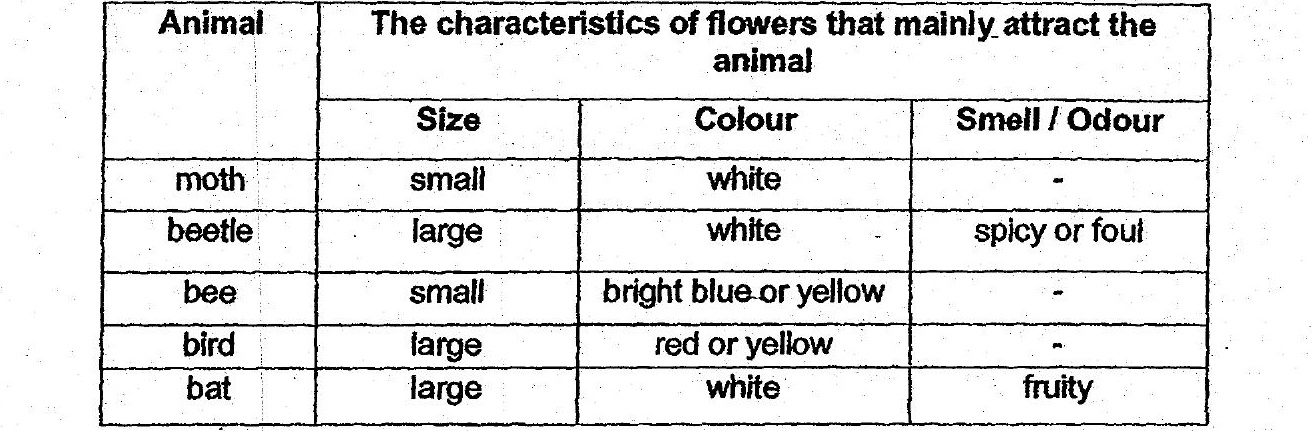 Animal The characteristics of flowers that mainly attract the
animal
Size Colour Smell / Odour
moth small white -
beetle large white spicy or foul
bee small bright blue or yellow -
bird large red or yellow -
bat large white fruity